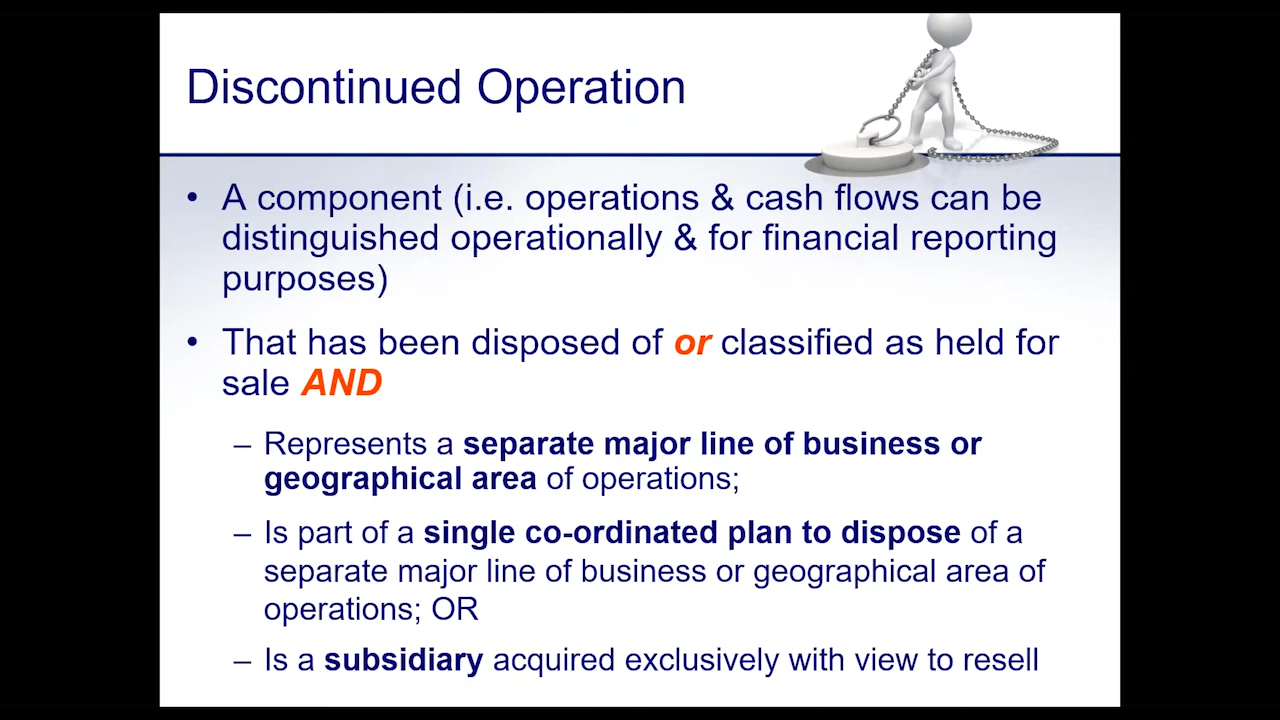 Discontinued Operation
• A component (i.e. operations & cash flows can be
distinguished operationally & for financial reporting
purposes)
• That has been disposed of or classified as held for
sale AND
– Represents a separate major line of business or
geographical area of operations;
– Is part of a single co-ordinated plan to dispose of a
separate major line of business or geographical area of
operations; OR
– Is a subsidiary acquired exclusively with view to resell